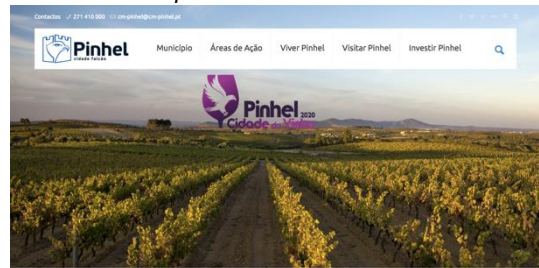 Contactos 271 410 000 cm-pinhel@cm-pinhel.pt
Pinhel
cidade falcão
Município Áreas de Ação Viver Pinhel Visitar Pinhel Investir Pinhel
Pinhel 2020
Cidade do Vinho